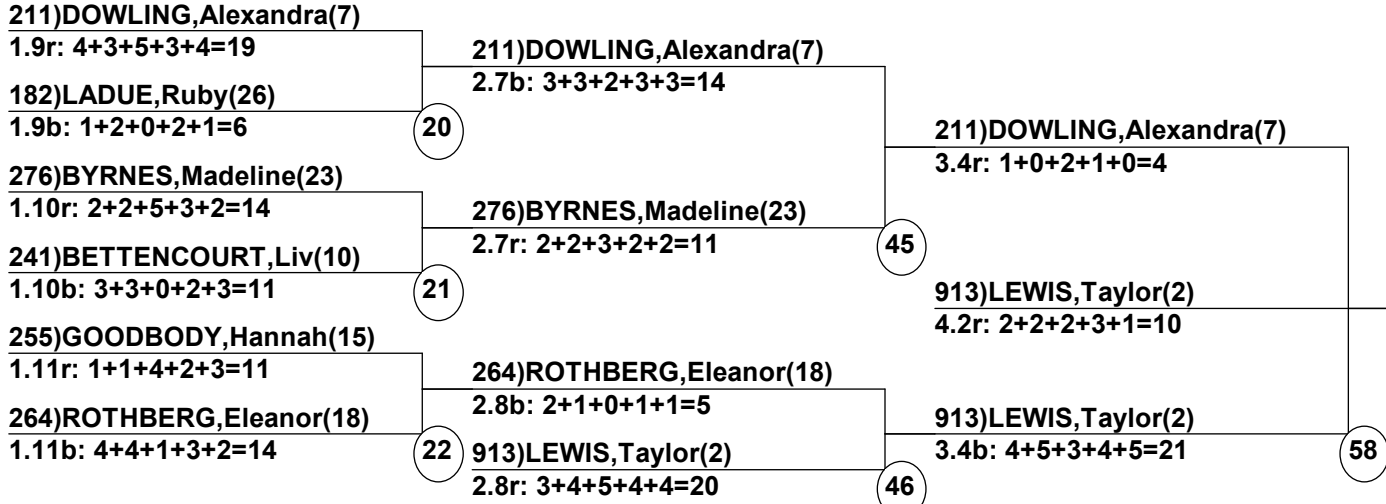 211)DOWLING,Alexandra(7)
1.9r: 4+3+5+3+4=19
182)LADUE,Ruby(26)
1.9b: 1+2+0+2+1=6
20
276)BYRNES,Madeline(23)
1.10r: 2+2+5+3+2=14
241)BETTENCOURT,Liv(10)
1.10b: 3+3+0+2+3=11
21
255)GOODBODY,Hannah(15)
1.11r: 1+1+4+2+3=11
264)ROTHBERG,Eleanor(18)
1.11b: 4+4+1+3+2=14
22
211)DOWLING,Alexandra(7)
2.7b: 3+3+2+3+3=14
276)BYRNES,Madeline(23)
2.7r: 2+2+3+2+2=11
45
264)ROTHBERG,Eleanor(18)
2.8b: 2+1+0+1+1=5
913)LEWIS,Taylor(2)
2.8r: 3+4+5+4+4=20
46
211)DOWLING,Alexandra(7)
3.4r: 1+0+2+1+0=4
913)LEWIS,Taylor(2)
3.4b: 4+5+3+4+5=21
58
913)LEWIS,Taylor(2)
4.2r: 2+2+2+3+1=10